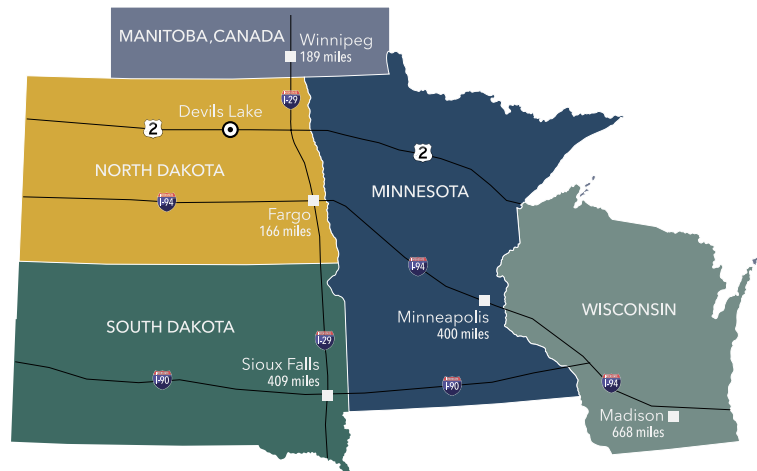 MANITOBA, CANADA
Winnipeg
189 miles
I-29
Devils Lake
2
2
NORTH DAKOTA
MINNESOTA
I-94
Fargo
166 miles
I-94
Minneapolis
400 miles
WISCONSIN
SOUTH DAKOTA
I-29
Sioux Falls
409 miles
I-90
I-90
I-94
Madison
668 miles